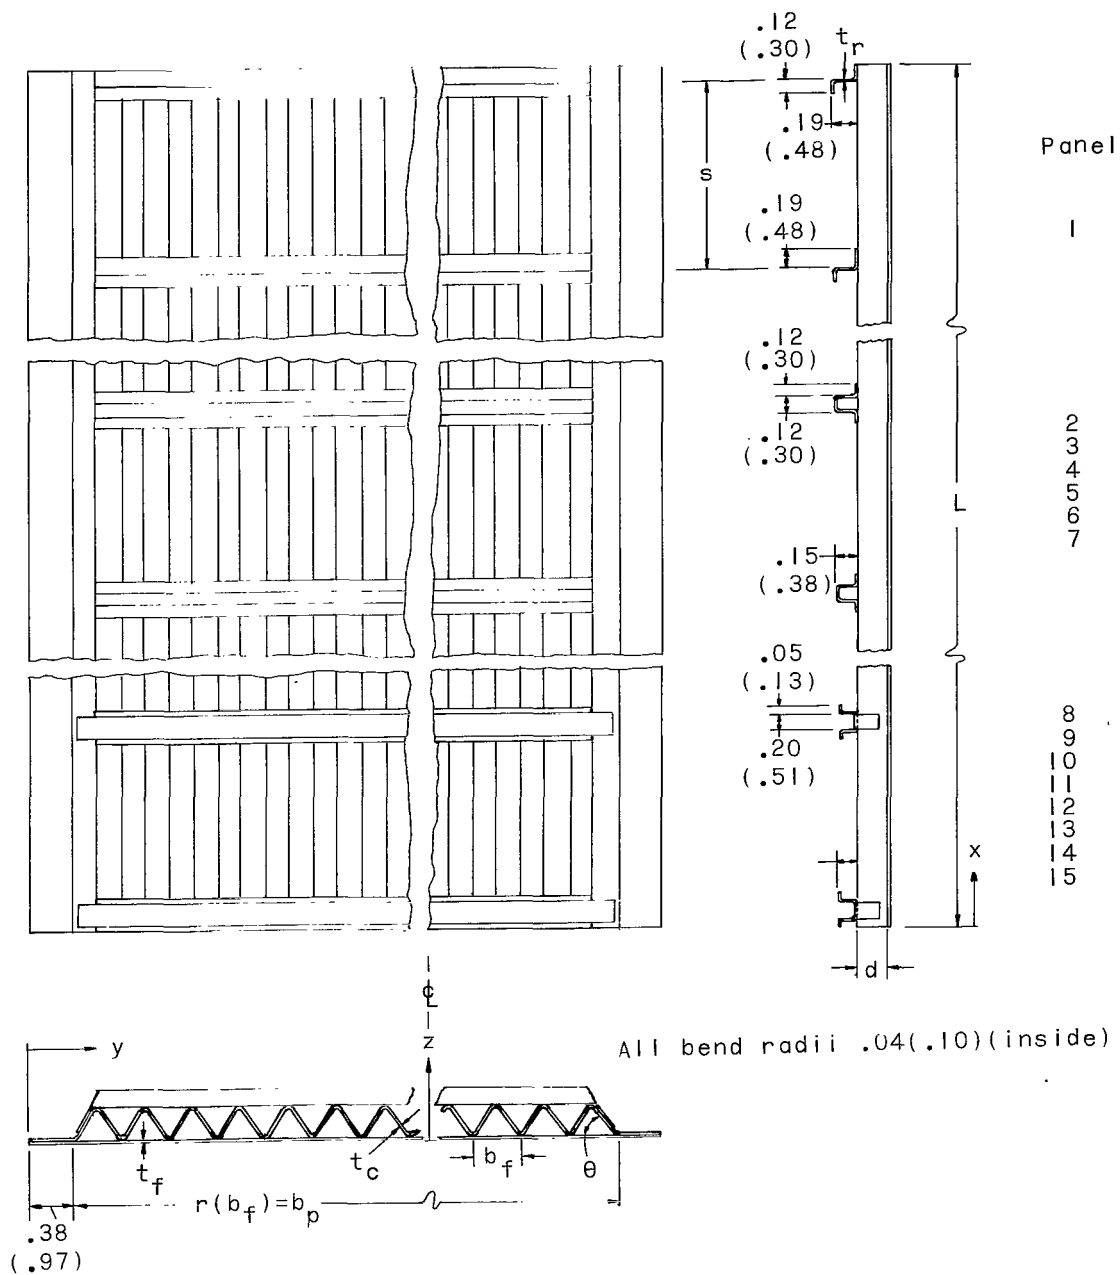 .12
(.30)
t_r
.19
(.48)
Panel
s
.19
(.48)
1
.12
(.30)
.12
(.30)
2
3
4
5
6
7
L
.15
(.38)
.05
(.13)
.20
(.51)
8
9
10
11
12
13
14
15
x
d
℄
y
z
All bend radii .04(.10)(inside)
t_f
t_c
b_f
θ
r(b_f)=b_p
.38
(.97)